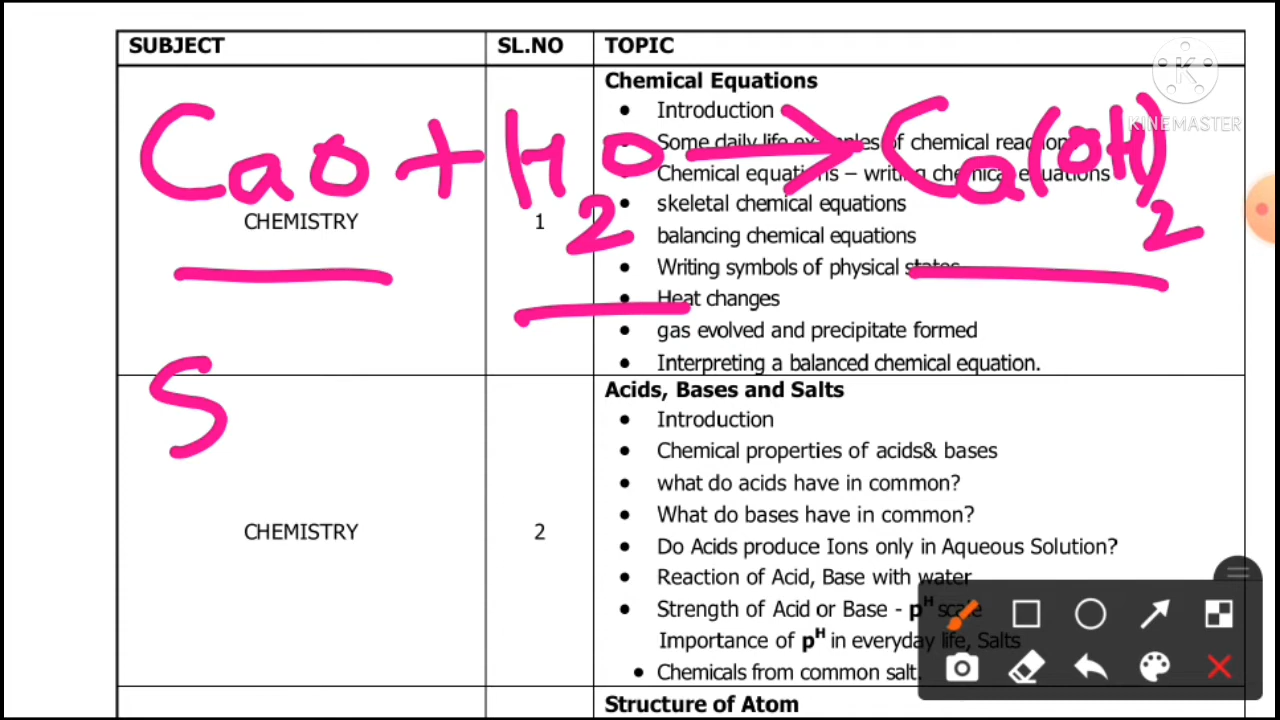 SUBJECT SL.NO TOPIC
Chemical Equations
• Introduction
KINEMASTER
• Some daily life examples of chemical reactions
CaO + H2O → Ca(OH)2
• Chemical equations – writing chemical equations
• skeletal chemical equations
CHEMISTRY 1
• balancing chemical equations
• Writing symbols of physical states
• Heat changes
• gas evolved and precipitate formed
• Interpreting a balanced chemical equation.
S
Acids, Bases and Salts
• Introduction
• Chemical properties of acids& bases
• what do acids have in common?
• What do bases have in common?
CHEMISTRY 2
• Do Acids produce Ions only in Aqueous Solution?
• Reaction of Acid, Base with water
• Strength of Acid or Base - pH scale
Importance of pH in everyday life, Salts
• Chemicals from common salt.
Structure of Atom